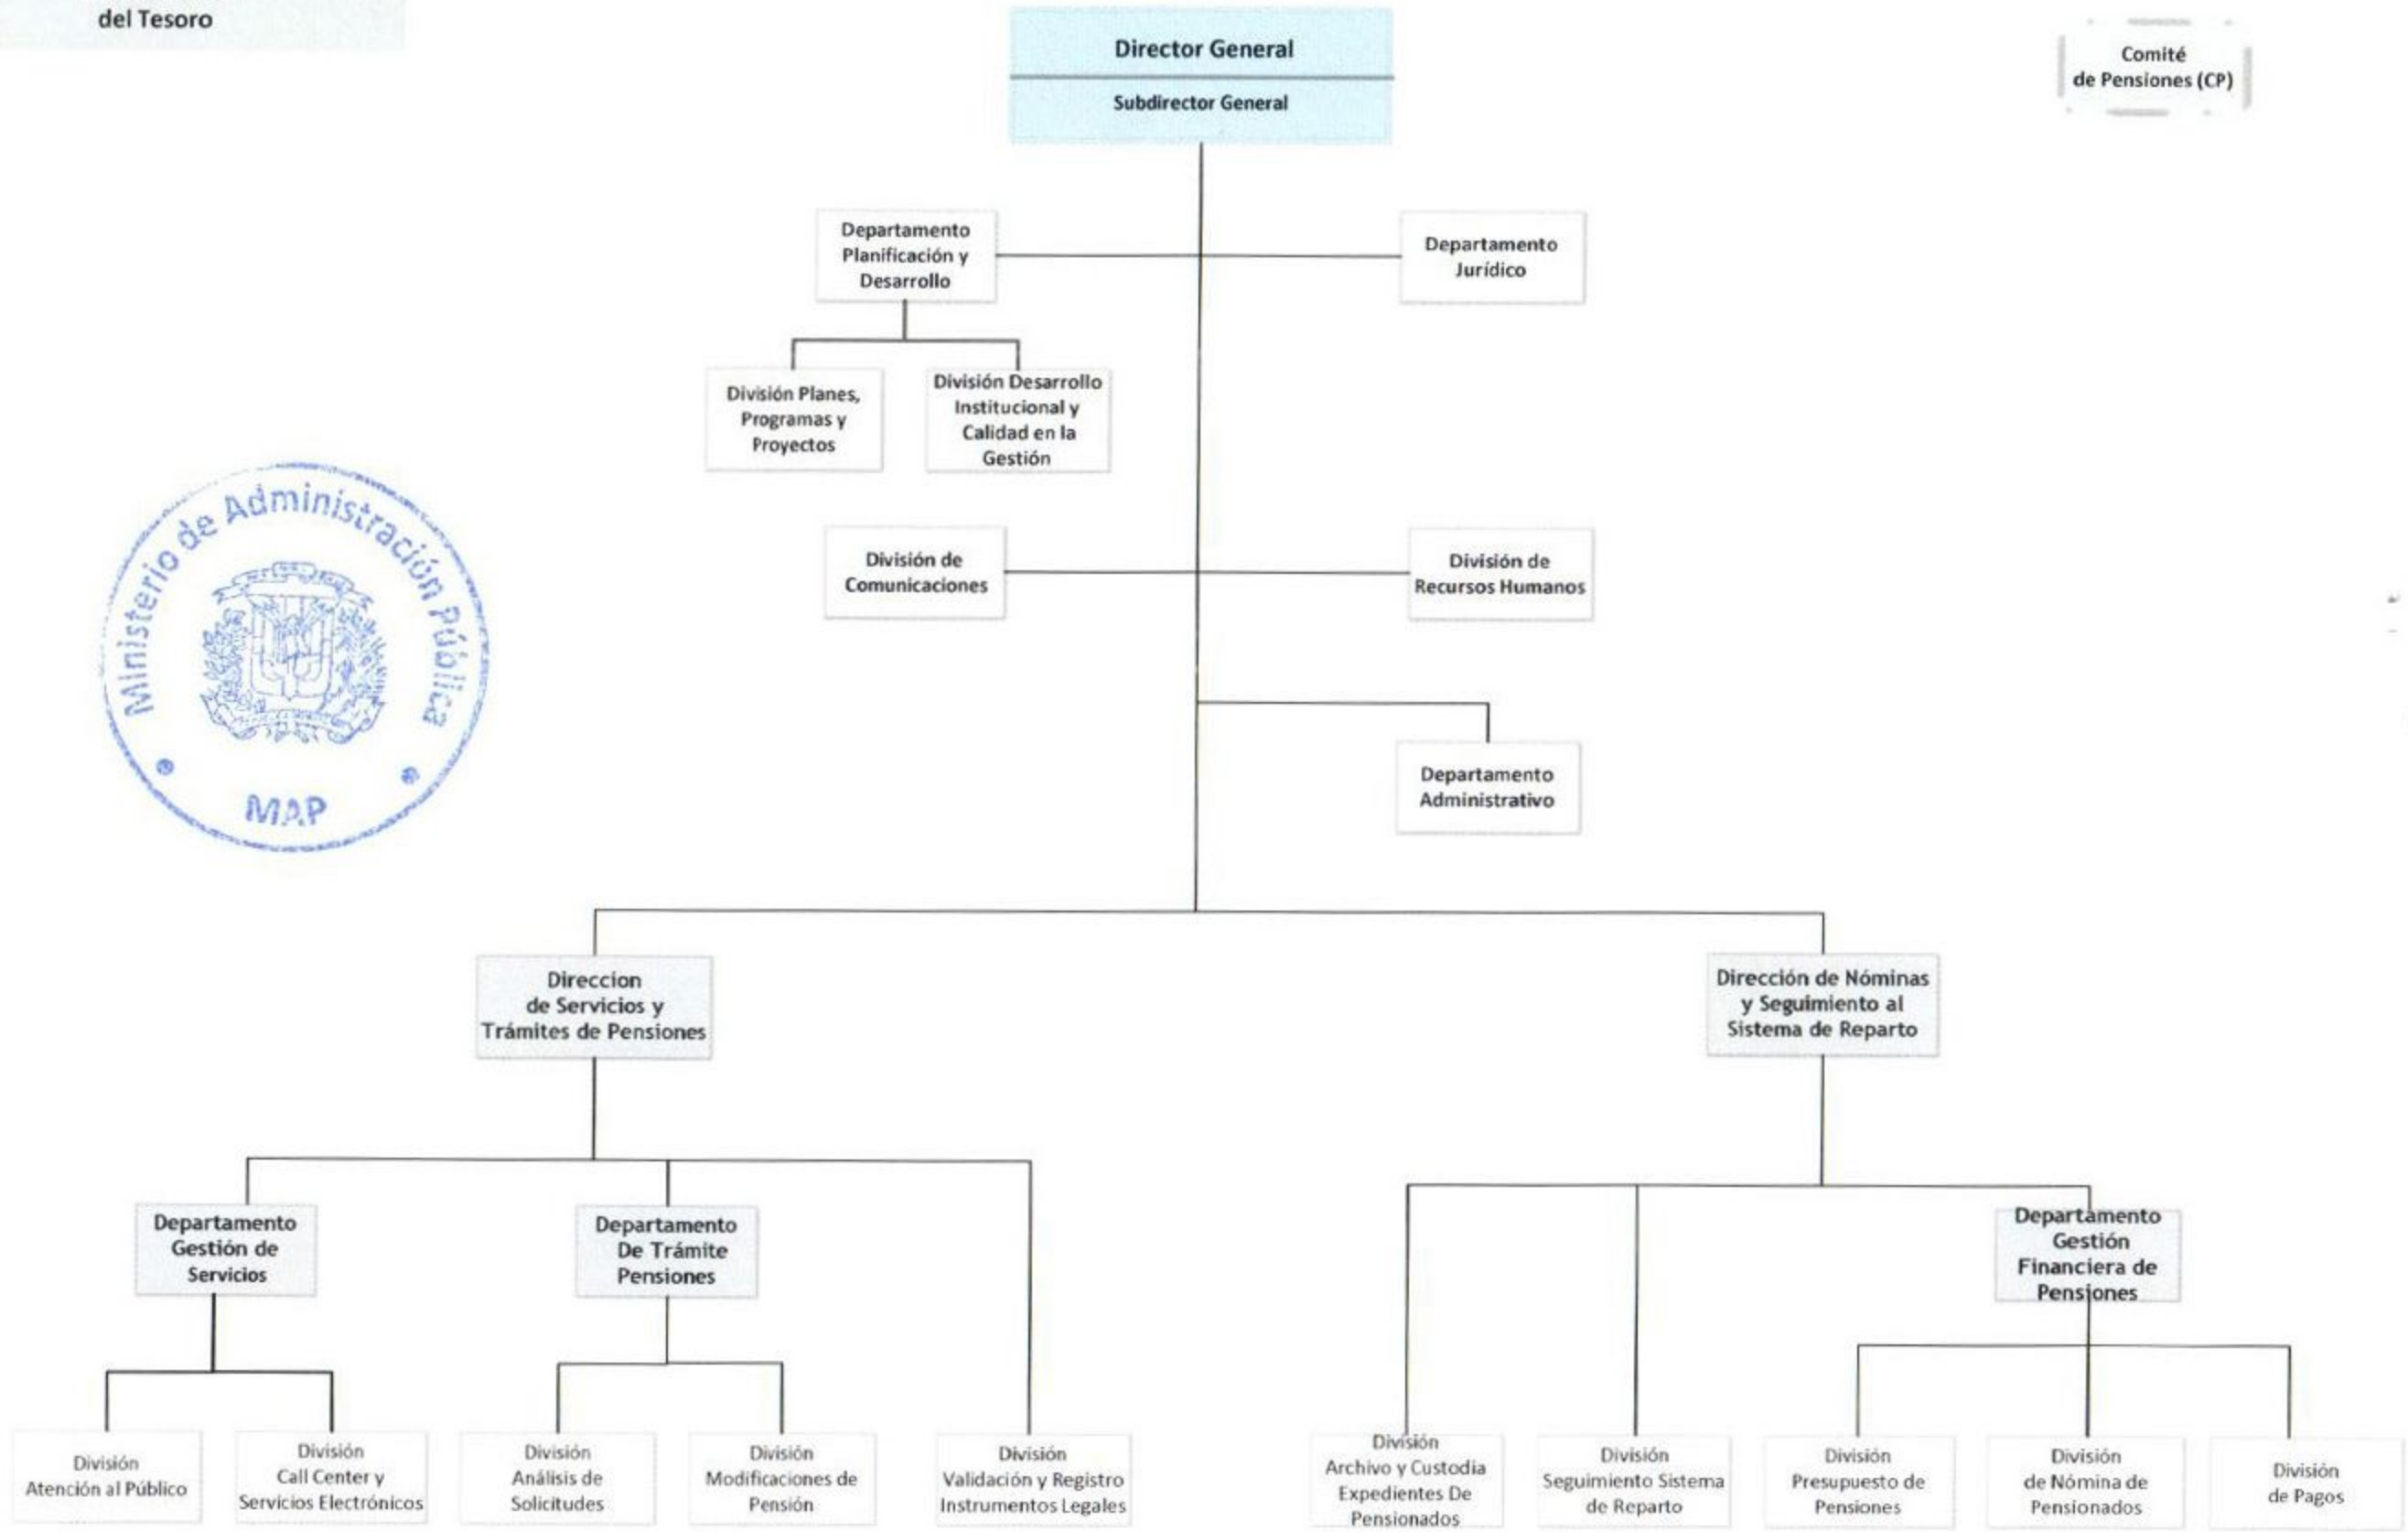 del Tesoro
Director General
Subdirector General
Comité
de Pensiones (CP)
Departamento
Planificación y
Desarrollo
Departamento
Jurídico
División Planes,
Programas y
Proyectos
División Desarrollo
Institucional y
Calidad en la
Gestión
Ministerio de Administración Pública
MAP
División de
Comunicaciones
División de
Recursos Humanos
Departamento
Administrativo
Direccion
de Servicios y
Trámites de Pensiones
Dirección de Nóminas
y Seguimiento al
Sistema de Reparto
Departamento
Gestión de
Servicios
Departamento
De Trámite
Pensiones
Departamento
Gestión
Financiera de
Pensiones
División
Atención al Público
División
Call Center y
Servicios Electrónicos
División
Análisis de
Solicitudes
División
Modificaciones de
Pensión
División
Validación y Registro
Instrumentos Legales
División
Archivo y Custodia
Expedientes De
Pensionados
División
Seguimiento Sistema
de Reparto
División
Presupuesto de
Pensiones
División
de Nómina de
Pensionados
División
de Pagos